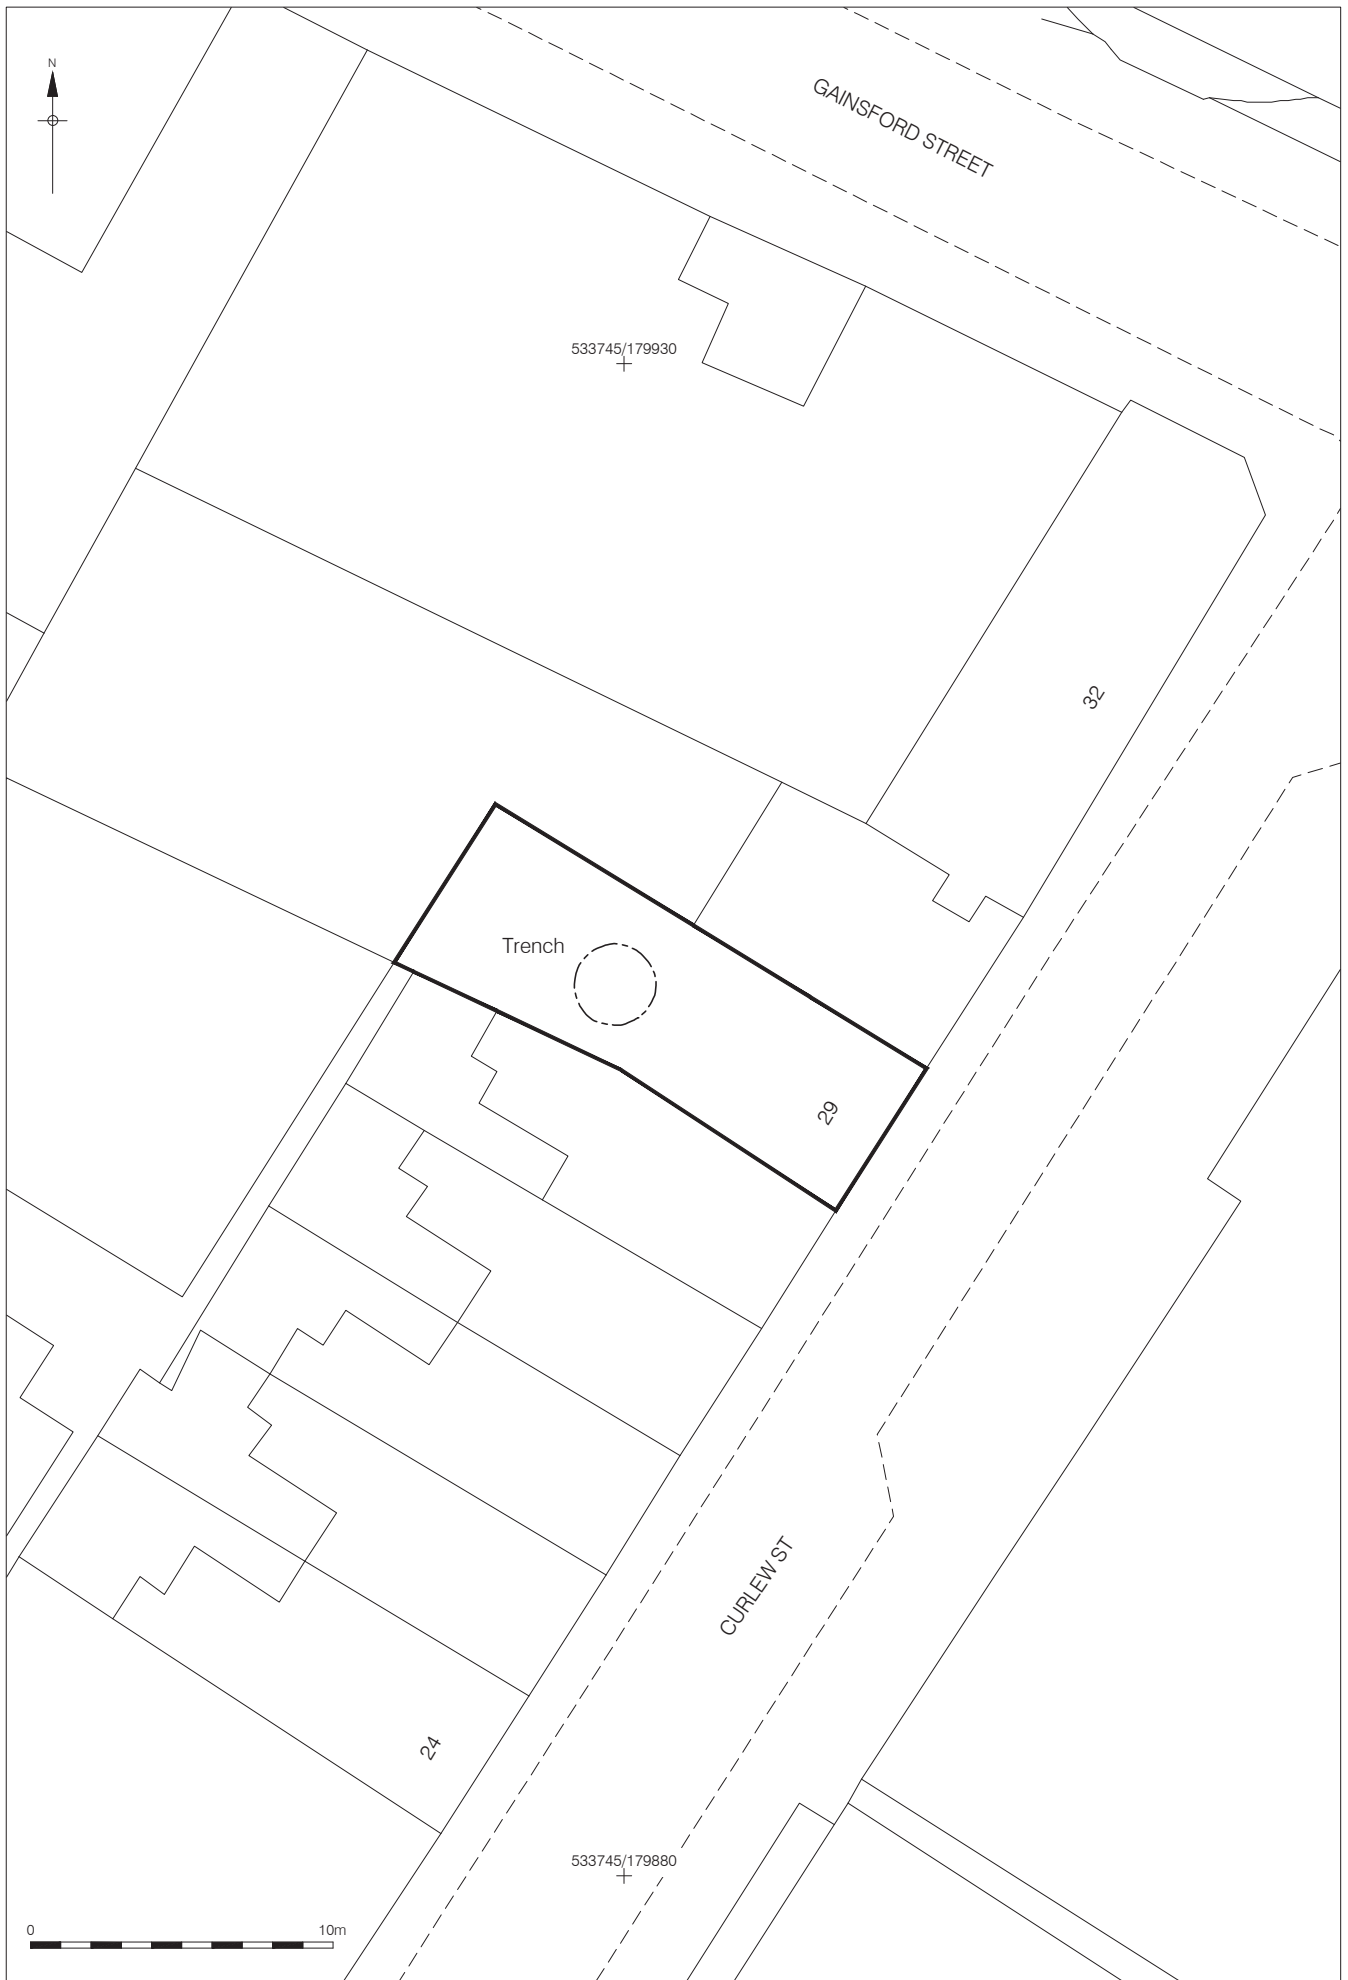 N
GAINSFORD STREET
533745/179930
32
Trench
29
CURLEW ST
24
533745/179880
0 10m